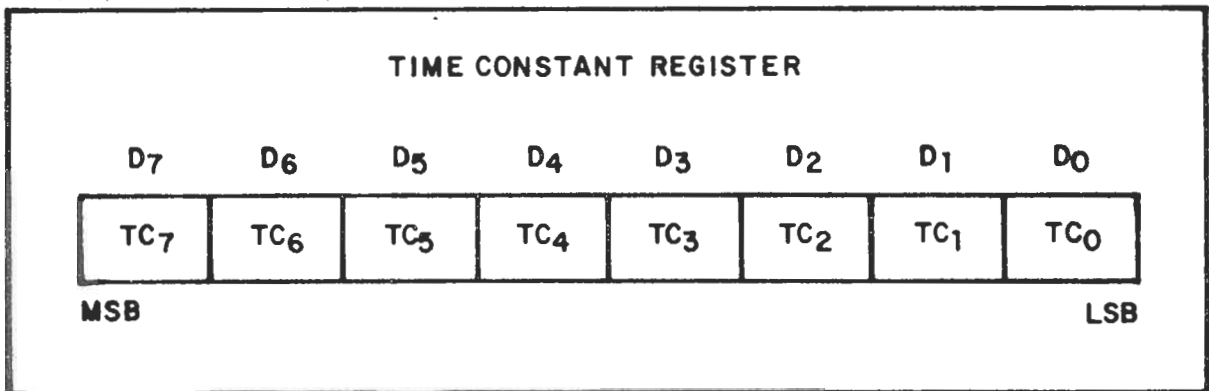 TIME CONSTANT REGISTER
D7 D6 D5 D4 D3 D2 D1 D0
TC7 TC6 TC5 TC4 TC3 TC2 TC1 TC0
MSB LSB